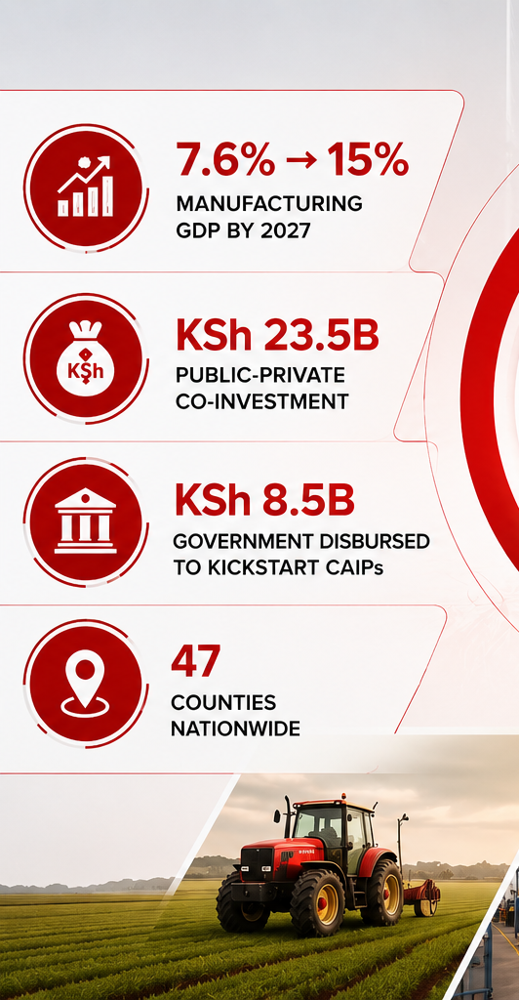 7.6% → 15%
MANUFACTURING
GDP BY 2027
KSh 23.5B
KSh
PUBLIC-PRIVATE
CO-INVESTMENT
KSh 8.5B
GOVERNMENT DISBURSED
TO KICKSTART CAIPs
47
COUNTIES
NATIONWIDE